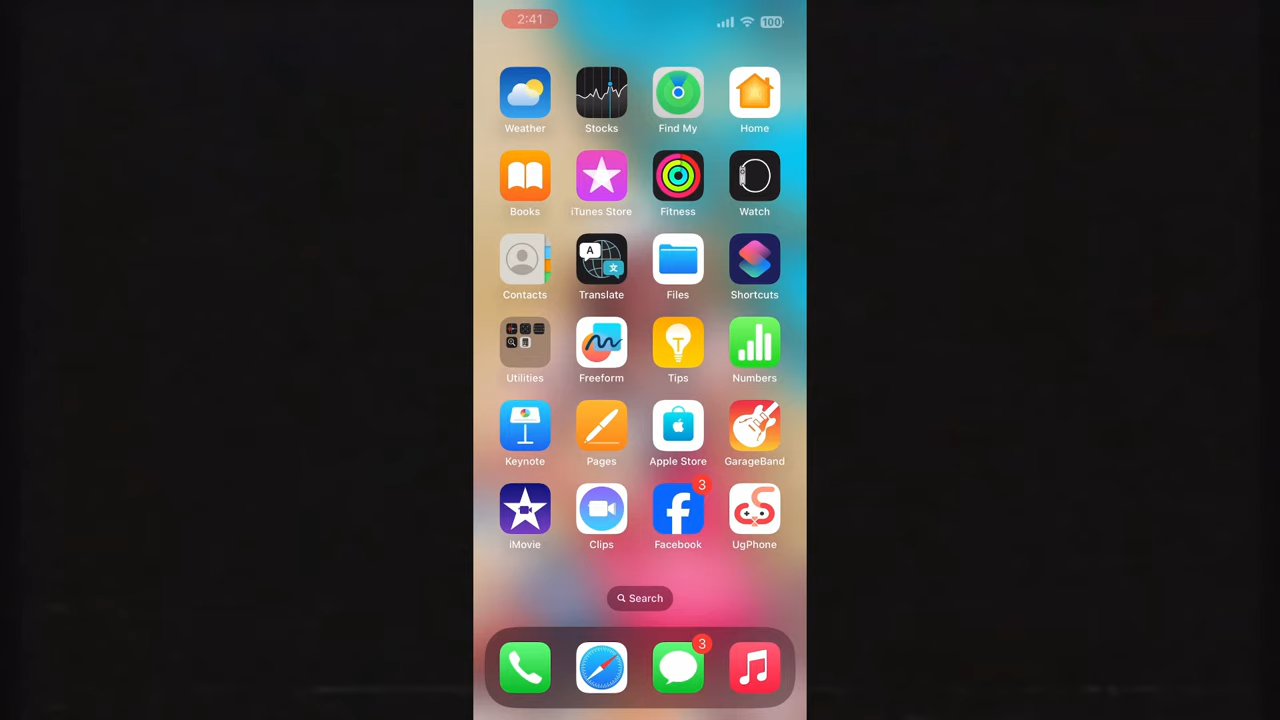 2:41
100
Weather Stocks Find My Home
Books iTunes Store Fitness Watch
A
文
Contacts Translate Files Shortcuts
Utilities Freeform Tips Numbers
Keynote Pages Apple Store GarageBand
3
iMovie Clips Facebook UgPhone
Search
3